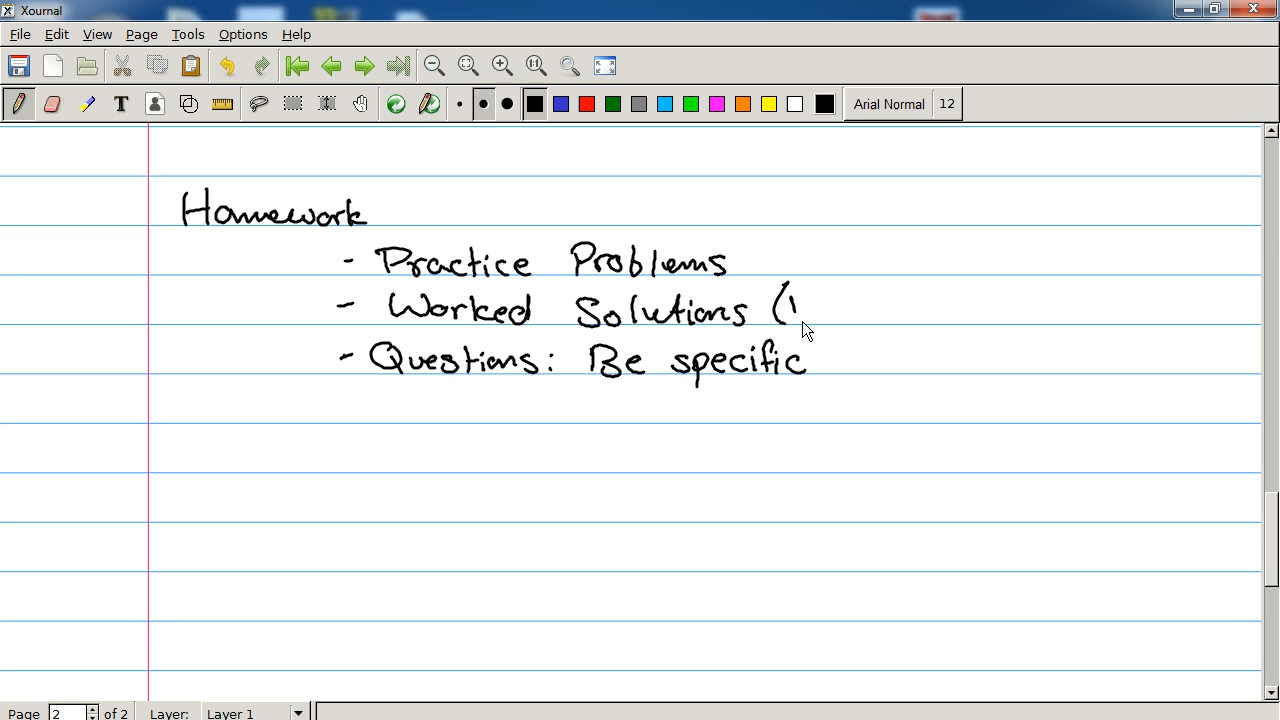 Xournal
File Edit View Page Tools Options Help
Arial Normal 12
Homework
- Practice Problems
- Worked Solutions (
- Questions: Be specific
Page 2 of 2 Layer: Layer 1